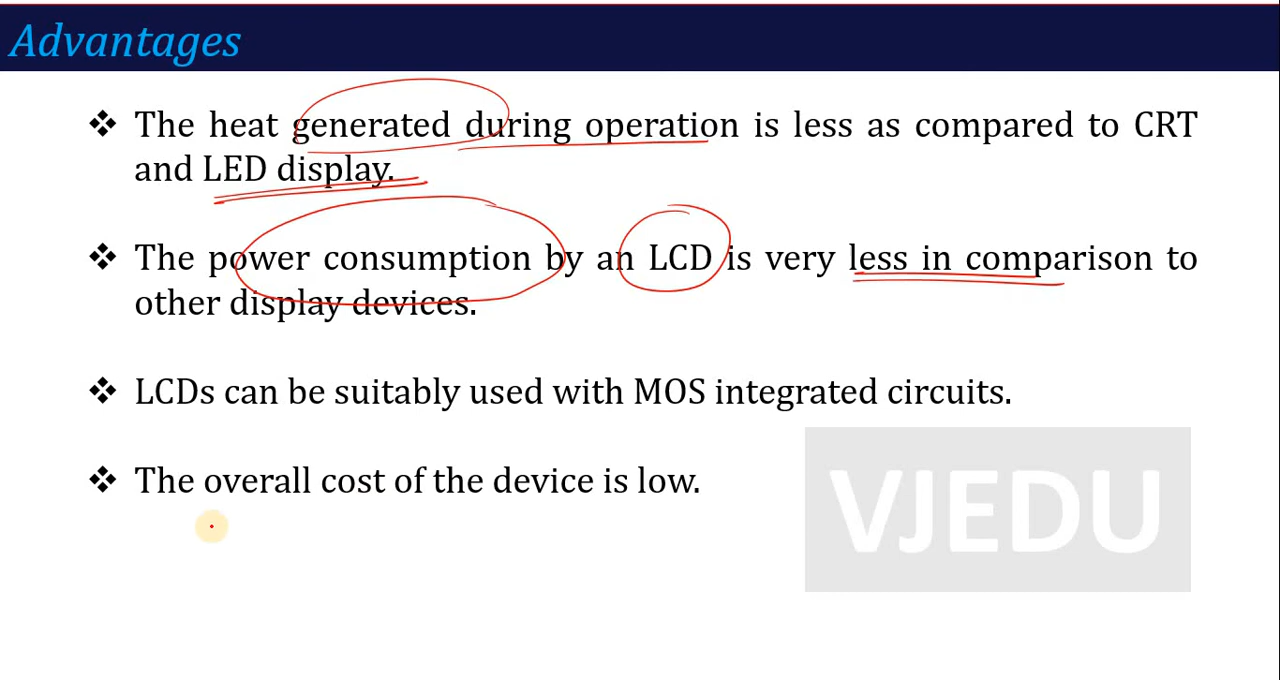 Advantages
❖ The heat generated during operation is less as compared to CRT
and LED display.
❖ The power consumption by an LCD is very less in comparison to
other display devices.
❖ LCDs can be suitably used with MOS integrated circuits.
❖ The overall cost of the device is low.
VJEDU